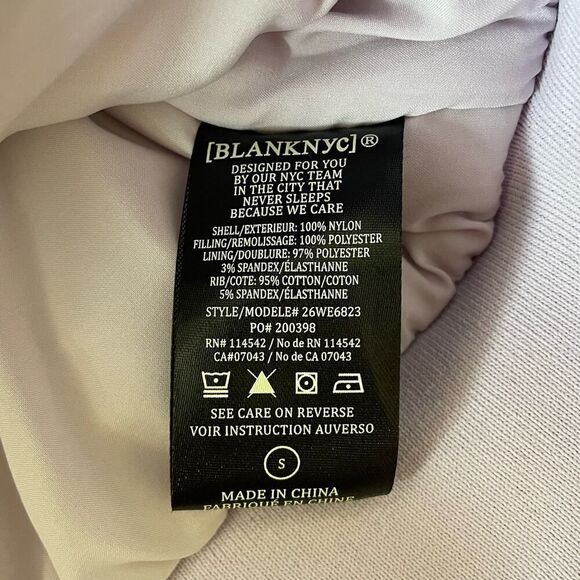 [BLANKNYC]®
DESIGNED FOR YOU
BY OUR NYC TEAM
IN THE CITY THAT
NEVER SLEEPS
BECAUSE WE CARE
SHELL/EXTERIEUR: 100% NYLON
FILLING/REMOLISSAGE: 100% POLYESTER
LINING/DOUBLURE: 97% POLYESTER
3% SPANDEX/ÉLASTHANNE
RIB/COTE: 95% COTTON/COTON
5% SPANDEX/ÉLASTHANNE
STYLE/MODELE# 26WE6823
PO# 200398
RN# 114542 / No de RN 114542
CA#07043 / No de CA 07043
SEE CARE ON REVERSE
VOIR INSTRUCTION AUVERSO
S
MADE IN CHINA
FABRIQUÉ EN CHINE